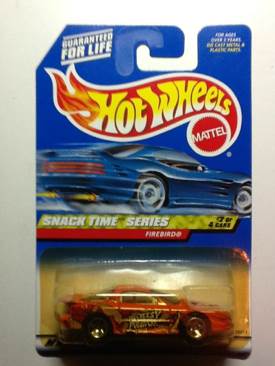 GUARANTEED
FOR LIFE
FOR AGES
OVER 3 YEARS.
DIE CAST METAL &
PLASTIC PARTS.
HOT WHEELS
MATTEL
SNACK TIME SERIES
FIREBIRD®
#2 OF
4 CARS